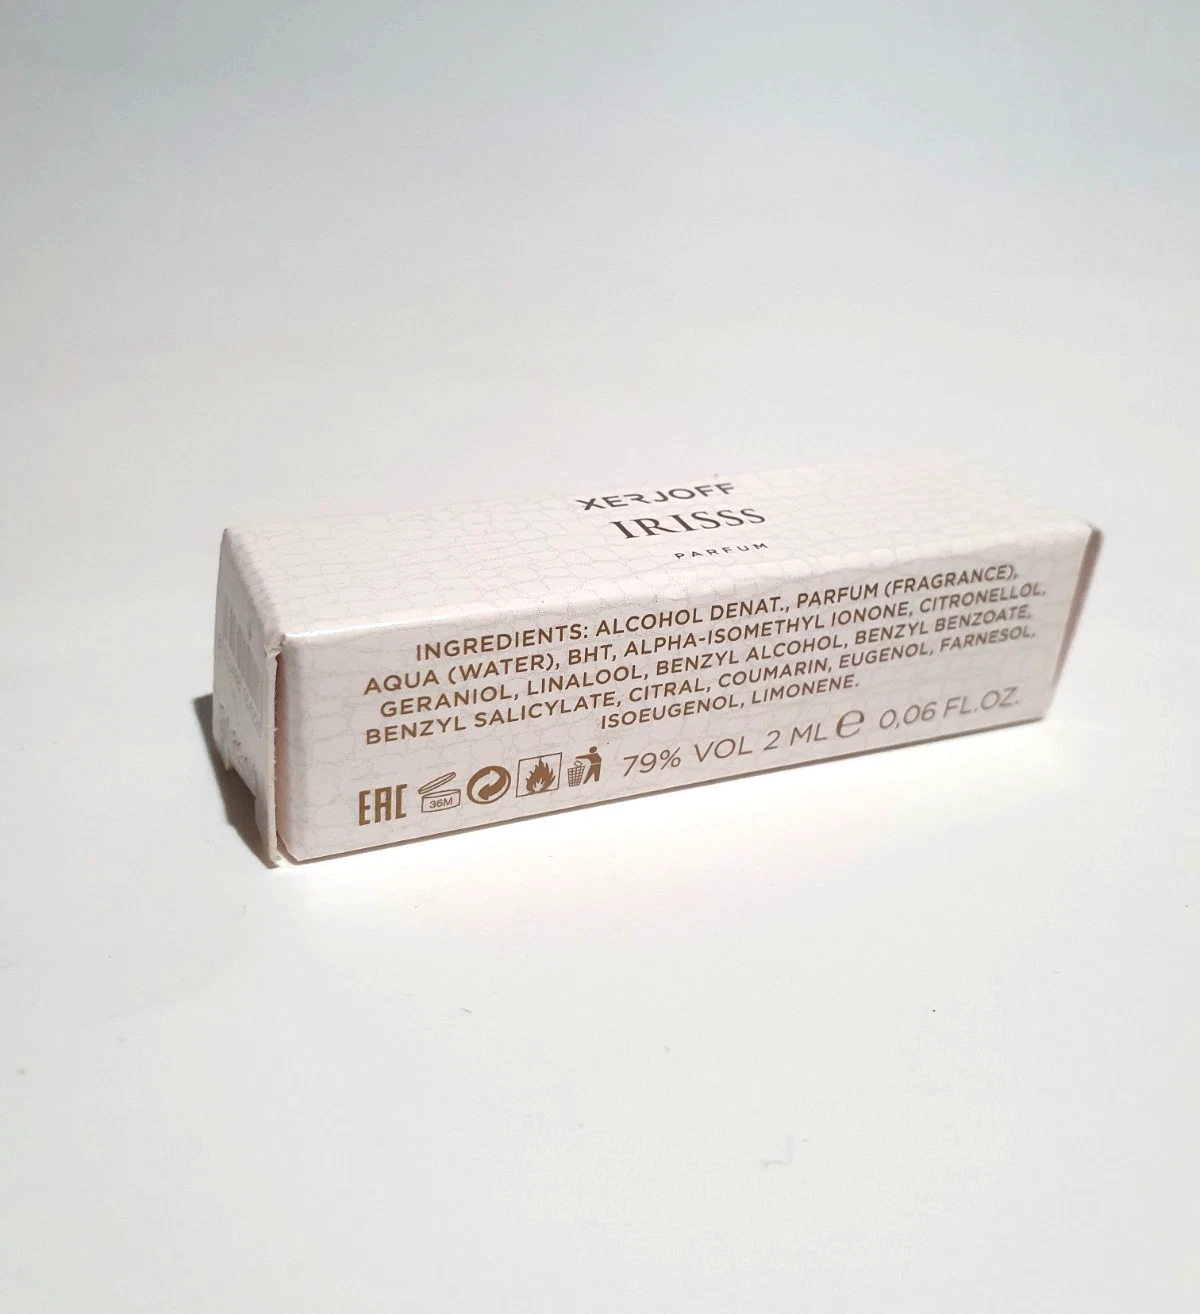 XERJOFF
IRISSS
PARFUM
INGREDIENTS: ALCOHOL DENAT., PARFUM (FRAGRANCE),
AQUA (WATER), BHT, ALPHA-ISOMETHYL IONONE, CITRONELLOL,
GERANIOL, LINALOOL, BENZYL ALCOHOL, BENZYL BENZOATE,
BENZYL SALICYLATE, CITRAL, COUMARIN, EUGENOL, FARNESOL,
ISOEUGENOL, LIMONENE.
EAC 36M 79% VOL 2 ML e 0,06 FL.OZ.